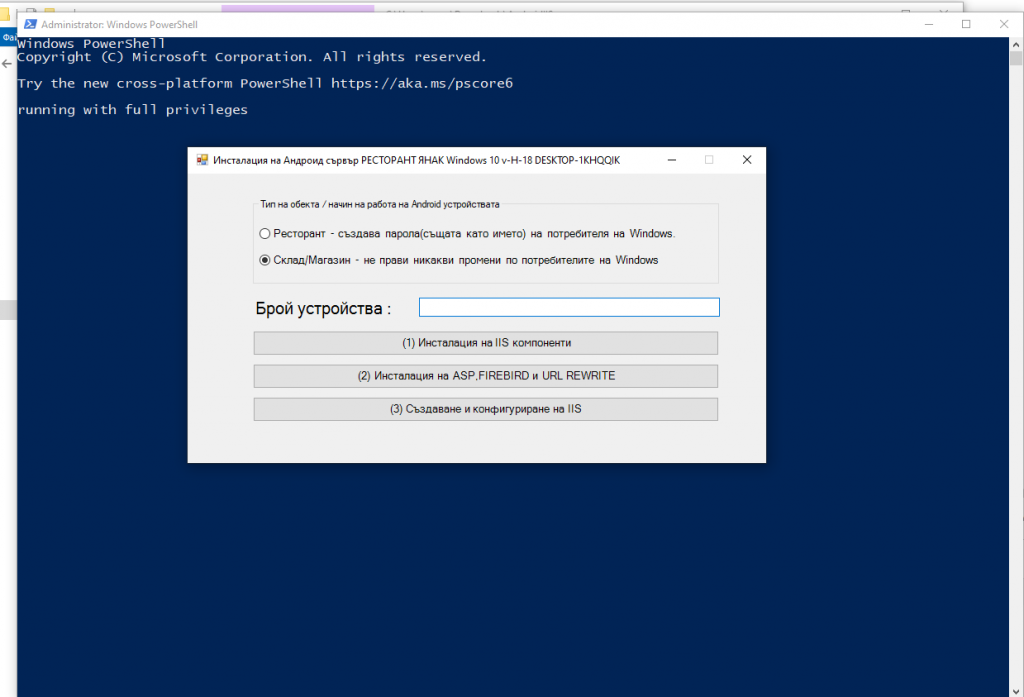 Administrator: Windows PowerShell
Фай
Windows PowerShell
Copyright (C) Microsoft Corporation. All rights reserved.
Try the new cross-platform PowerShell https://aka.ms/pscore6
running with full privileges
Инсталация на Андроид сървър РЕСТОРАНТ ЯНАК Windows 10 v-H-18 DESKTOP-1KHQQIK
Тип на обекта / начин на работа на Android устройствата
Ресторант - създава парола(същата като името) на потребителя на Windows.
Склад/Магазин - не прави никакви промени по потребителите на Windows
Брой устройства :
(1) Инсталация на IIS компоненти
(2) Инсталация на ASP,FIREBIRD и URL REWRITE
(3) Създаване и конфигуриране на IIS